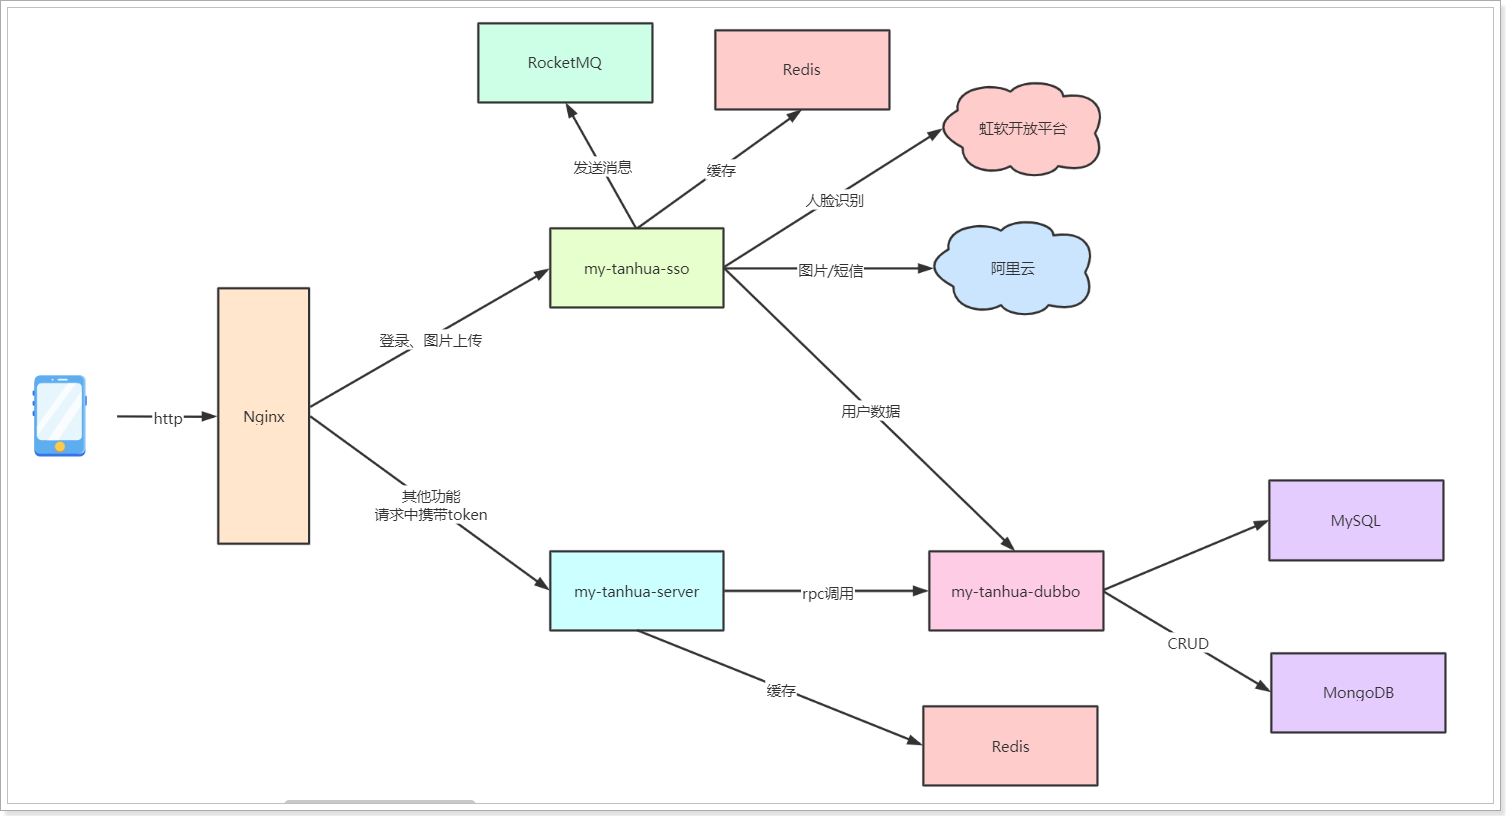 RocketMQ
Redis
虹软开放平台
发送消息
缓存
人脸识别
my-tanhua-sso
图片/短信
阿里云
登录、图片上传
http
Nginx
用户数据
其他功能
请求中携带token
MySQL
my-tanhua-server
rpc调用
my-tanhua-dubbo
CRUD
缓存
MongoDB
Redis